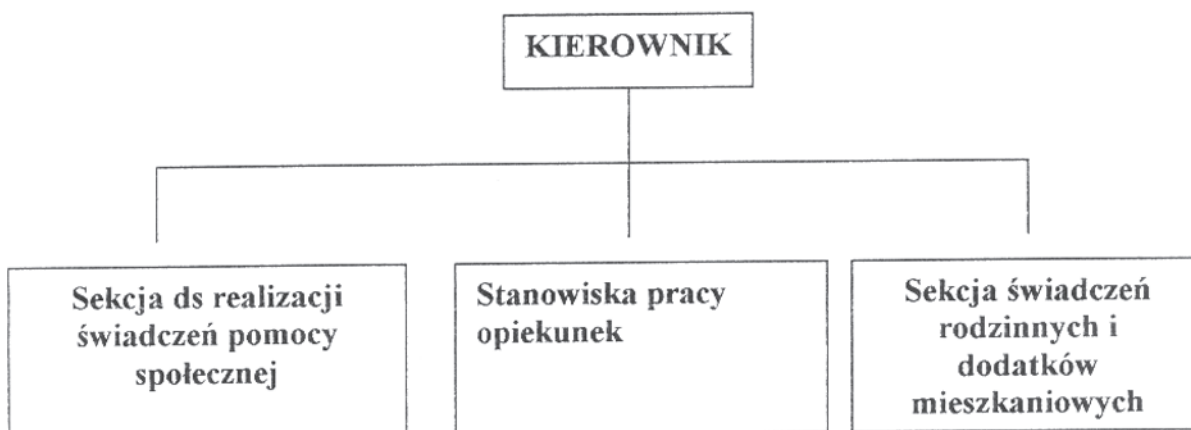 KIEROWNIK
Sekcja ds realizacji
świadczeń pomocy
społecznej
Stanowiska pracy
opiekunek
Sekcja świadczeń
rodzinnych i
dodatków
mieszkaniowych